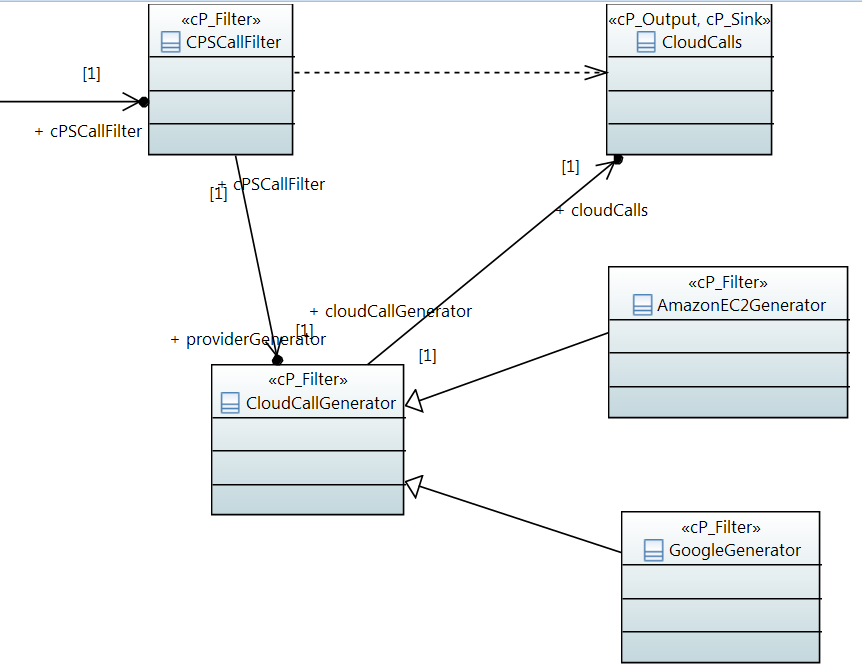 «cP_Filter»
CPSCallFilter
«cP_Output, cP_Sink»
CloudCalls
[1]
+ cPSCallFilter
[1]
+ cPSCallFilter
[1]
+ cloudCalls
«cP_Filter»
AmazonEC2Generator
+ cloudCallGenerator
[1]
+ providerGenerator
[1]
«cP_Filter»
CloudCallGenerator
«cP_Filter»
GoogleGenerator